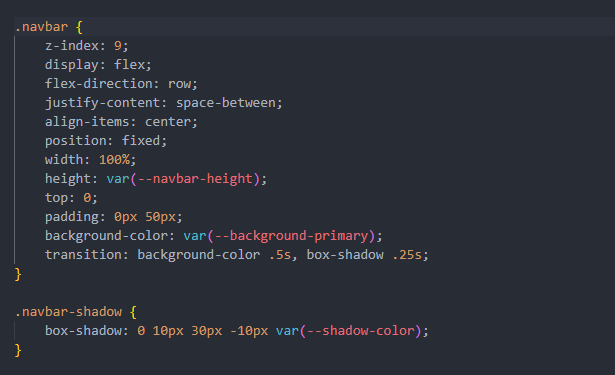 .navbar {
    z-index: 9;
    display: flex;
    flex-direction: row;
    justify-content: space-between;
    align-items: center;
    position: fixed;
    width: 100%;
    height: var(--navbar-height);
    top: 0;
    padding: 0px 50px;
    background-color: var(--background-primary);
    transition: background-color .5s, box-shadow .25s;
}

.navbar-shadow {
    box-shadow: 0 10px 30px -10px var(--shadow-color);
}